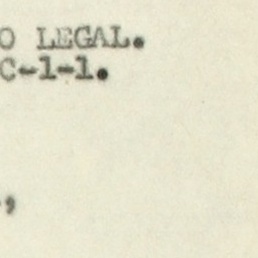 O LEGAL.
C-1-1.
,